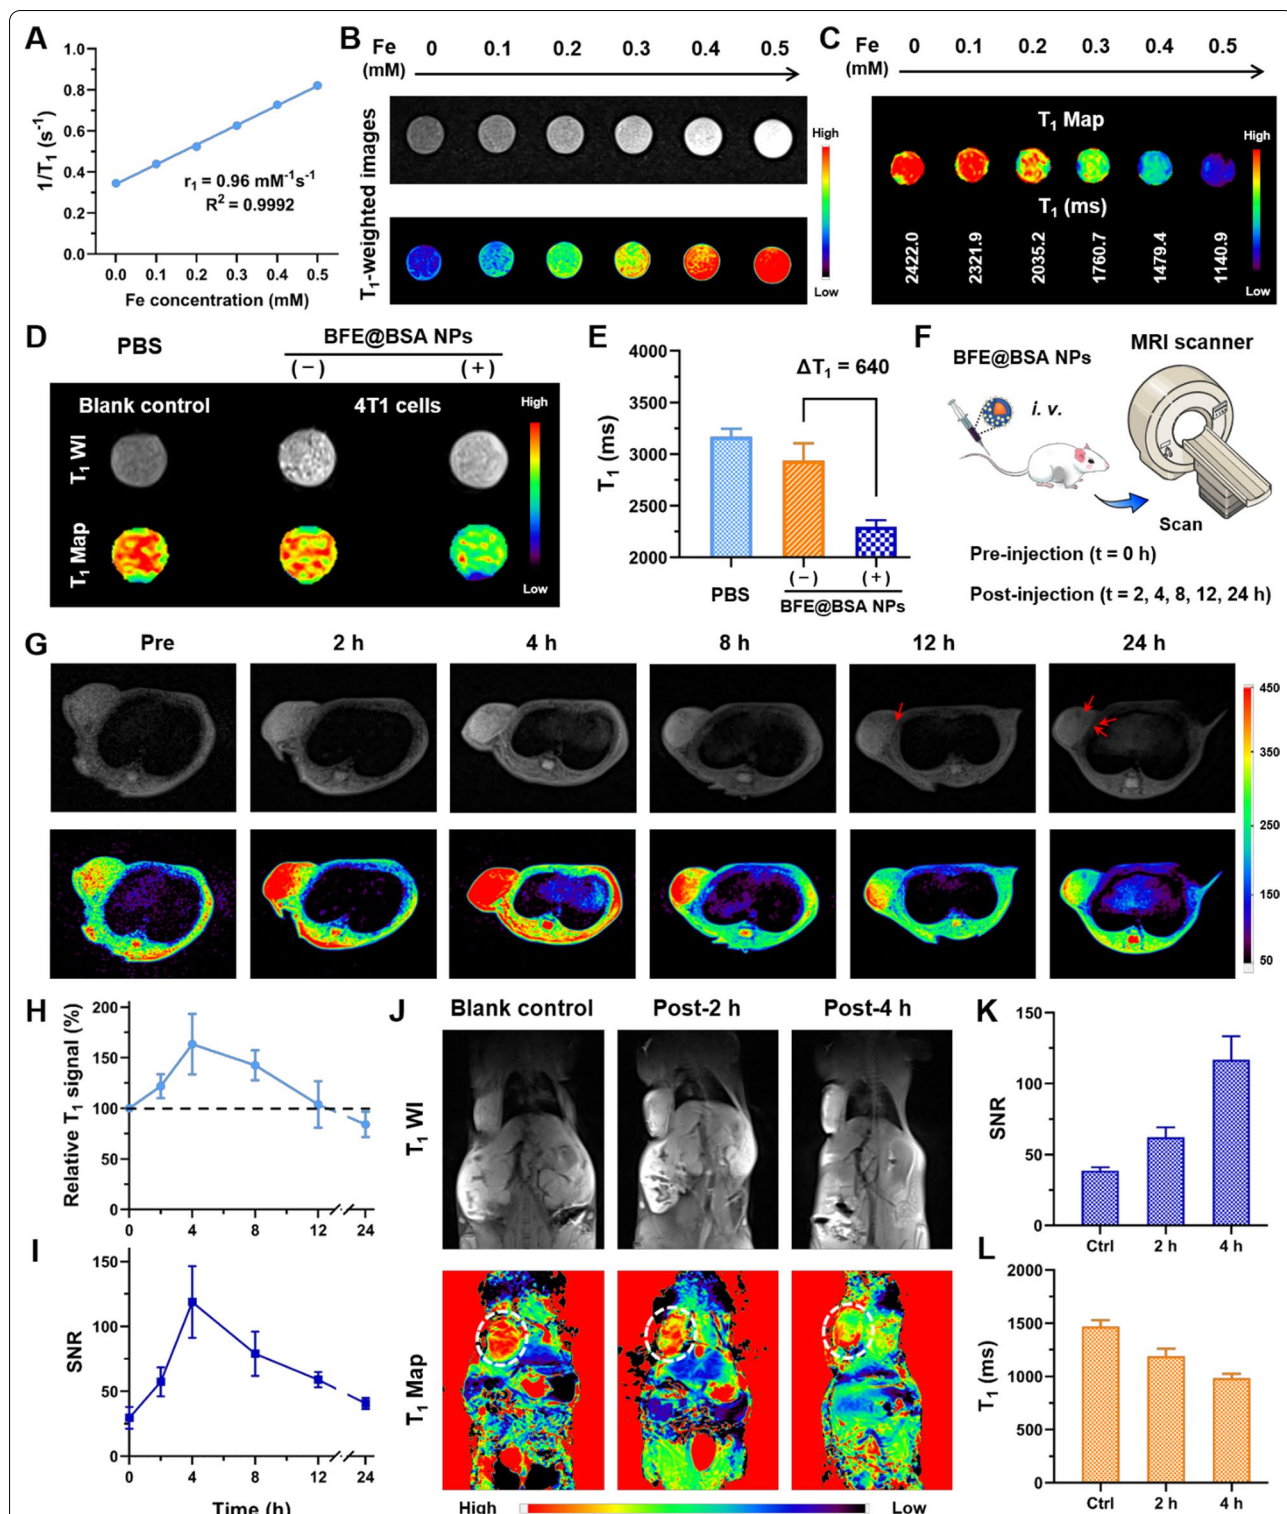 A
1/T1 (s-1)
1.0
0.8
0.6
0.4
0.2
0.0
r1 = 0.96 mM-1s-1
R2 = 0.9992
0.0 0.1 0.2 0.3 0.4 0.5
Fe concentration (mM)
B
Fe 0 0.1 0.2 0.3 0.4 0.5
(mM)
T1-weighted images
High
Low
C
Fe 0 0.1 0.2 0.3 0.4 0.5
(mM)
T1 Map
T1 (ms)
2422.0 2321.9 2035.2 1760.7 1479.4 1140.9
High
Low
D
PBS
BFE@BSA NPs
(−) (+)
Blank control 4T1 cells
T1 WI
T1 Map
High
Low
E
T1 (ms)
4000
3500
3000
2500
2000
ΔT1 = 640
(−) (+)
PBS
BFE@BSA NPs
F
BFE@BSA NPs
i. v.
MRI scanner
Scan
Pre-injection (t = 0 h)
Post-injection (t = 2, 4, 8, 12, 24 h)
G
Pre 2 h 4 h 8 h 12 h 24 h
450
350
250
150
50
H
Relative T1 signal (%)
200
150
100
50
0
0 4 8 12 24
I
SNR
150
100
50
0
0 4 8 12 24
Time (h)
J
Blank control Post-2 h Post-4 h
T1 WI
T1 Map
High Low
K
SNR
150
100
50
0
Ctrl 2 h 4 h
L
T1 (ms)
2000
1500
1000
500
0
Ctrl 2 h 4 h